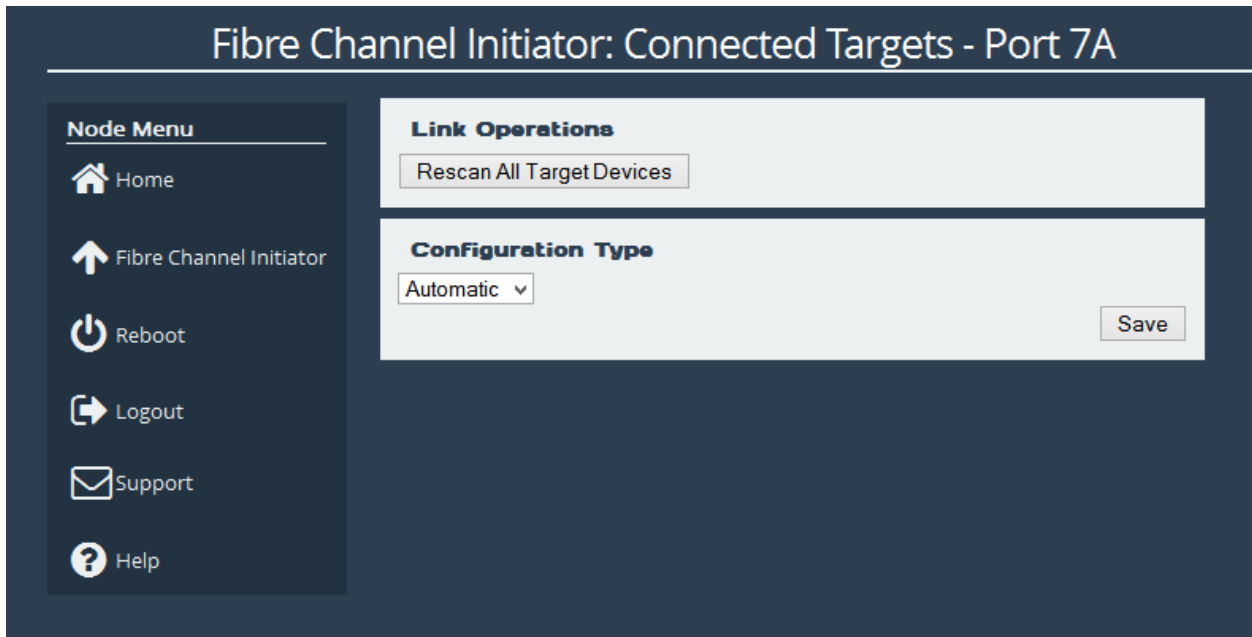 Fibre Channel Initiator: Connected Targets - Port 7A
Node Menu
Home
Fibre Channel Initiator
Reboot
Logout
Support
Help
Link Operations
Rescan All Target Devices
Configuration Type
Automatic
Save